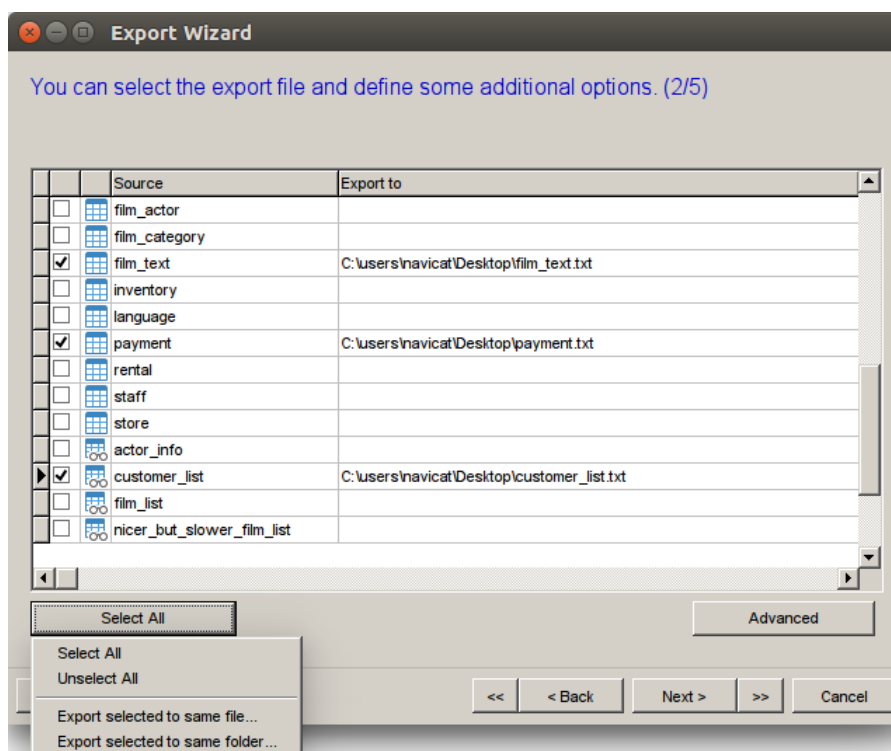 Export Wizard
You can select the export file and define some additional options. (2/5)
Source Export to
film_actor
film_category
film_text C:\users\navicat\Desktop\film_text.txt
inventory
language
payment C:\users\navicat\Desktop\payment.txt
rental
staff
store
actor_info
customer_list C:\users\navicat\Desktop\customer_list.txt
film_list
nicer_but_slower_film_list
Select All Advanced
Select All
Unselect All
<< < Back Next > >> Cancel
Export selected to same file...
Export selected to same folder...